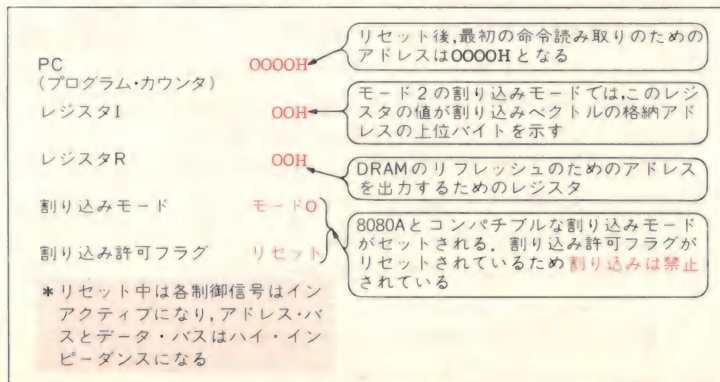 PC 0000H
(プログラム・カウンタ)
リセット後,最初の命令読み取りのための
アドレスは0000Hとなる
レジスタI 00H
モード2の割り込みモードでは,このレジ
スタの値が割り込みベクトルの格納アド
レスの上位バイトを示す
レジスタR 00H
DRAMのリフレッシュのためのアドレス
を出力するためのレジスタ
割り込みモード モード0
割り込み許可フラグ リセット
8080Aとコンパチブルな割り込みモード
がセットされる.割り込み許可フラグが
リセットされているため割り込みは禁止
されている
*リセット中は各制御信号はイン
アクティブになり,アドレス・バ
スとデータ・バスはハイ・イン
ピーダンスになる